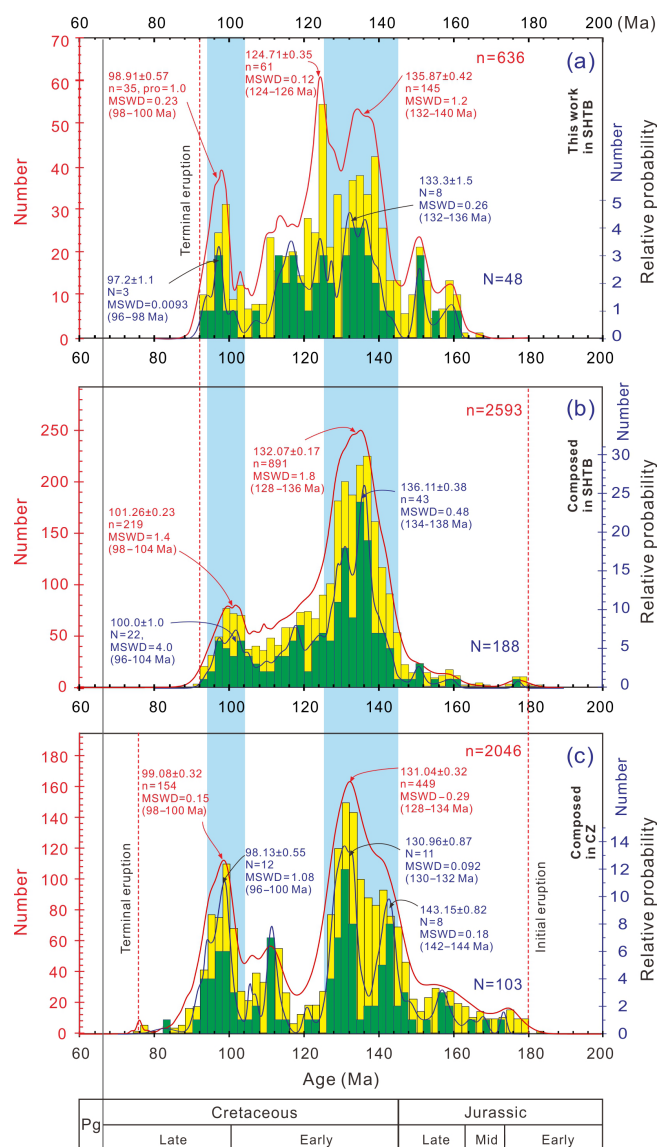 60 80 100 120 140 160 180 200 (Ma)
70
60
50
40
30
20
10
0
Number
98.91±0.57
n=35, pro=1.0
MSWD=0.23
(98–100 Ma)
124.71±0.35
n=61
MSWD=0.12
(124–126 Ma)
135.87±0.42
n=145
MSWD=1.2
(132–140 Ma)
n=636
(a)
This work
in SHTB
Terminal eruption
133.3±1.5
N=8
MSWD=0.26
(132–136 Ma)
97.2±1.1
N=3
MSWD=0.0093
(96–98 Ma)
N=48
5
4
3
2
1
0
Number
Relative probability
60 80 100 120 140 160 180 200
250
200
150
100
50
0
Number
n=2593
(b)
Composed
in SHTB
132.07±0.17
n=891
MSWD=1.8
(128–136 Ma)
136.11±0.38
n=43
MSWD=0.48
(134–138 Ma)
101.26±0.23
n=219
MSWD=1.4
(98–104 Ma)
100.0±1.0
N=22,
MSWD=4.0
(96-104 Ma)
N=188
30
25
20
15
10
5
0
Number
Relative probability
60 80 100 120 140 160 180 200
180
160
140
120
100
80
60
40
20
0
Number
n=2046
(c)
Composed
in CZ
99.08±0.32
n=154
MSWD=0.15
(98–100 Ma)
131.04±0.32
n=449
MSWD–0.29
(128–134 Ma)
98.13±0.55
N=12
MSWD=1.08
(96–100 Ma)
130.96±0.87
N=11
MSWD=0.092
(130–132 Ma)
143.15±0.82
N=8
MSWD=0.18
(142–144 Ma)
Terminal eruption
Initial eruption
N=103
14
12
10
8
6
4
2
0
Number
Relative probability
60 80 100 120 140 160 180 200
Age (Ma)
Pg Cretaceous Jurassic
Late Early Late Mid Early